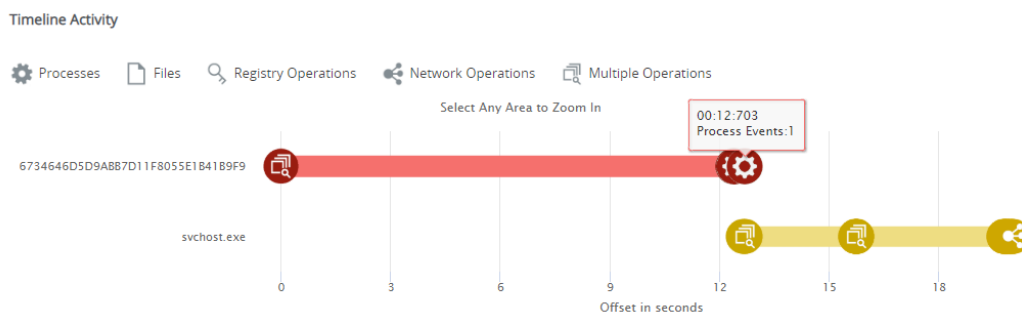 Timeline Activity
Processes Files Registry Operations Network Operations Multiple Operations
Select Any Area to Zoom In
00:12:703
Process Events:1
6734646D5D9ABB7D11F8055E1B41B9F9
svchost.exe
0 3 6 9 12 15 18
Offset in seconds